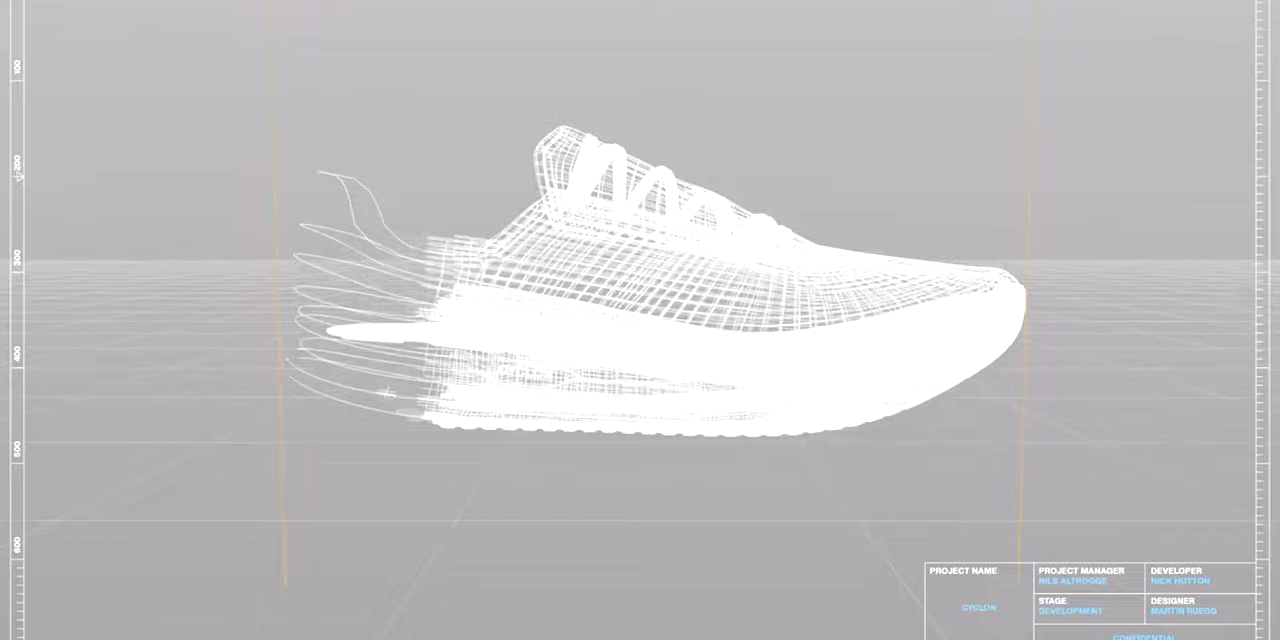 100
200
300
400
500
600
PROJECT NAME
CYCLON
PROJECT MANAGER
NILS ALTROGGE
DEVELOPER
NICK HUTTON
STAGE
DEVELOPMENT
DESIGNER
MARTIN RUEGG
CONFIDENTIAL